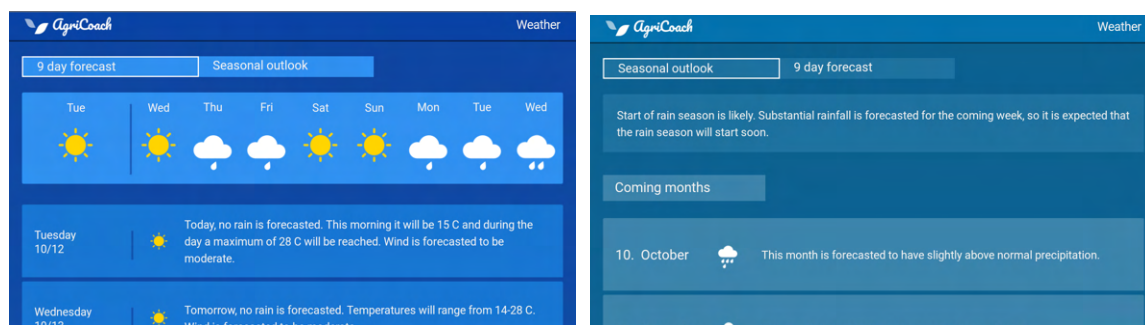 AgriCoach
Weather
9 day forecast
Seasonal outlook
Tue Wed Thu Fri Sat Sun Mon Tue Wed
Tuesday
10/12
Today, no rain is forecasted. This morning it will be 15 C and during the
day a maximum of 28 C will be reached. Wind is forecasted to be
moderate.
Wednesday
Tomorrow, no rain is forecasted. Temperatures will range from 14-28 C.
AgriCoach
Weather
Seasonal outlook
9 day forecast
Start of rain season is likely. Substantial rainfall is forecasted for the coming week, so it is expected that
the rain season will start soon.
Coming months
10. October
This month is forecasted to have slightly above normal precipitation.